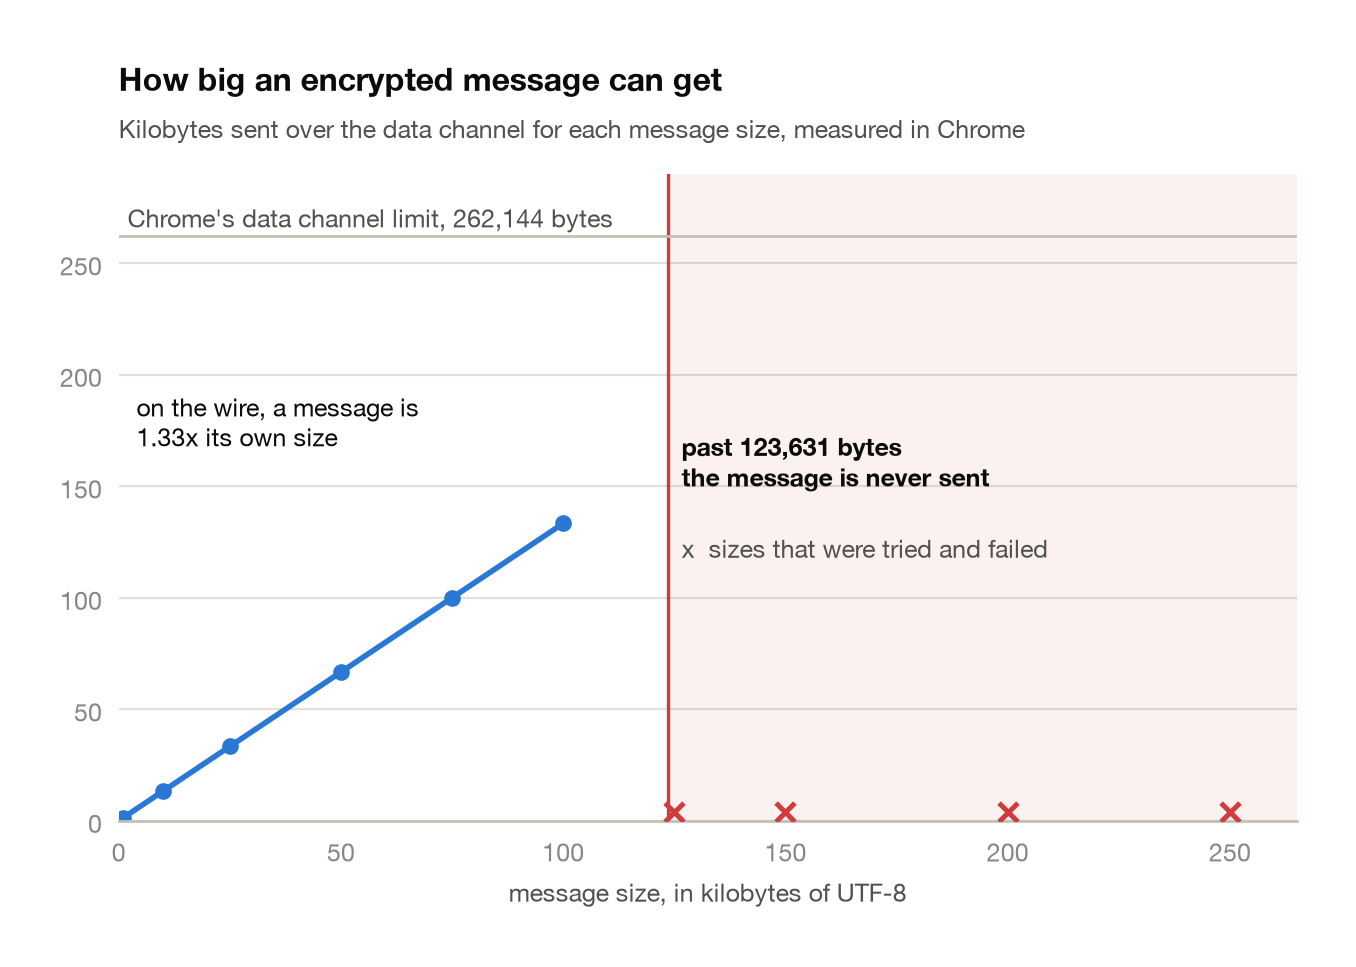 How big an encrypted message can get
Kilobytes sent over the data channel for each message size, measured in Chrome
Chrome's data channel limit, 262,144 bytes
250
200
on the wire, a message is
1.33x its own size
past 123,631 bytes
the message is never sent
150
x sizes that were tried and failed
100
50
0
0 50 100 150 200 250
message size, in kilobytes of UTF-8